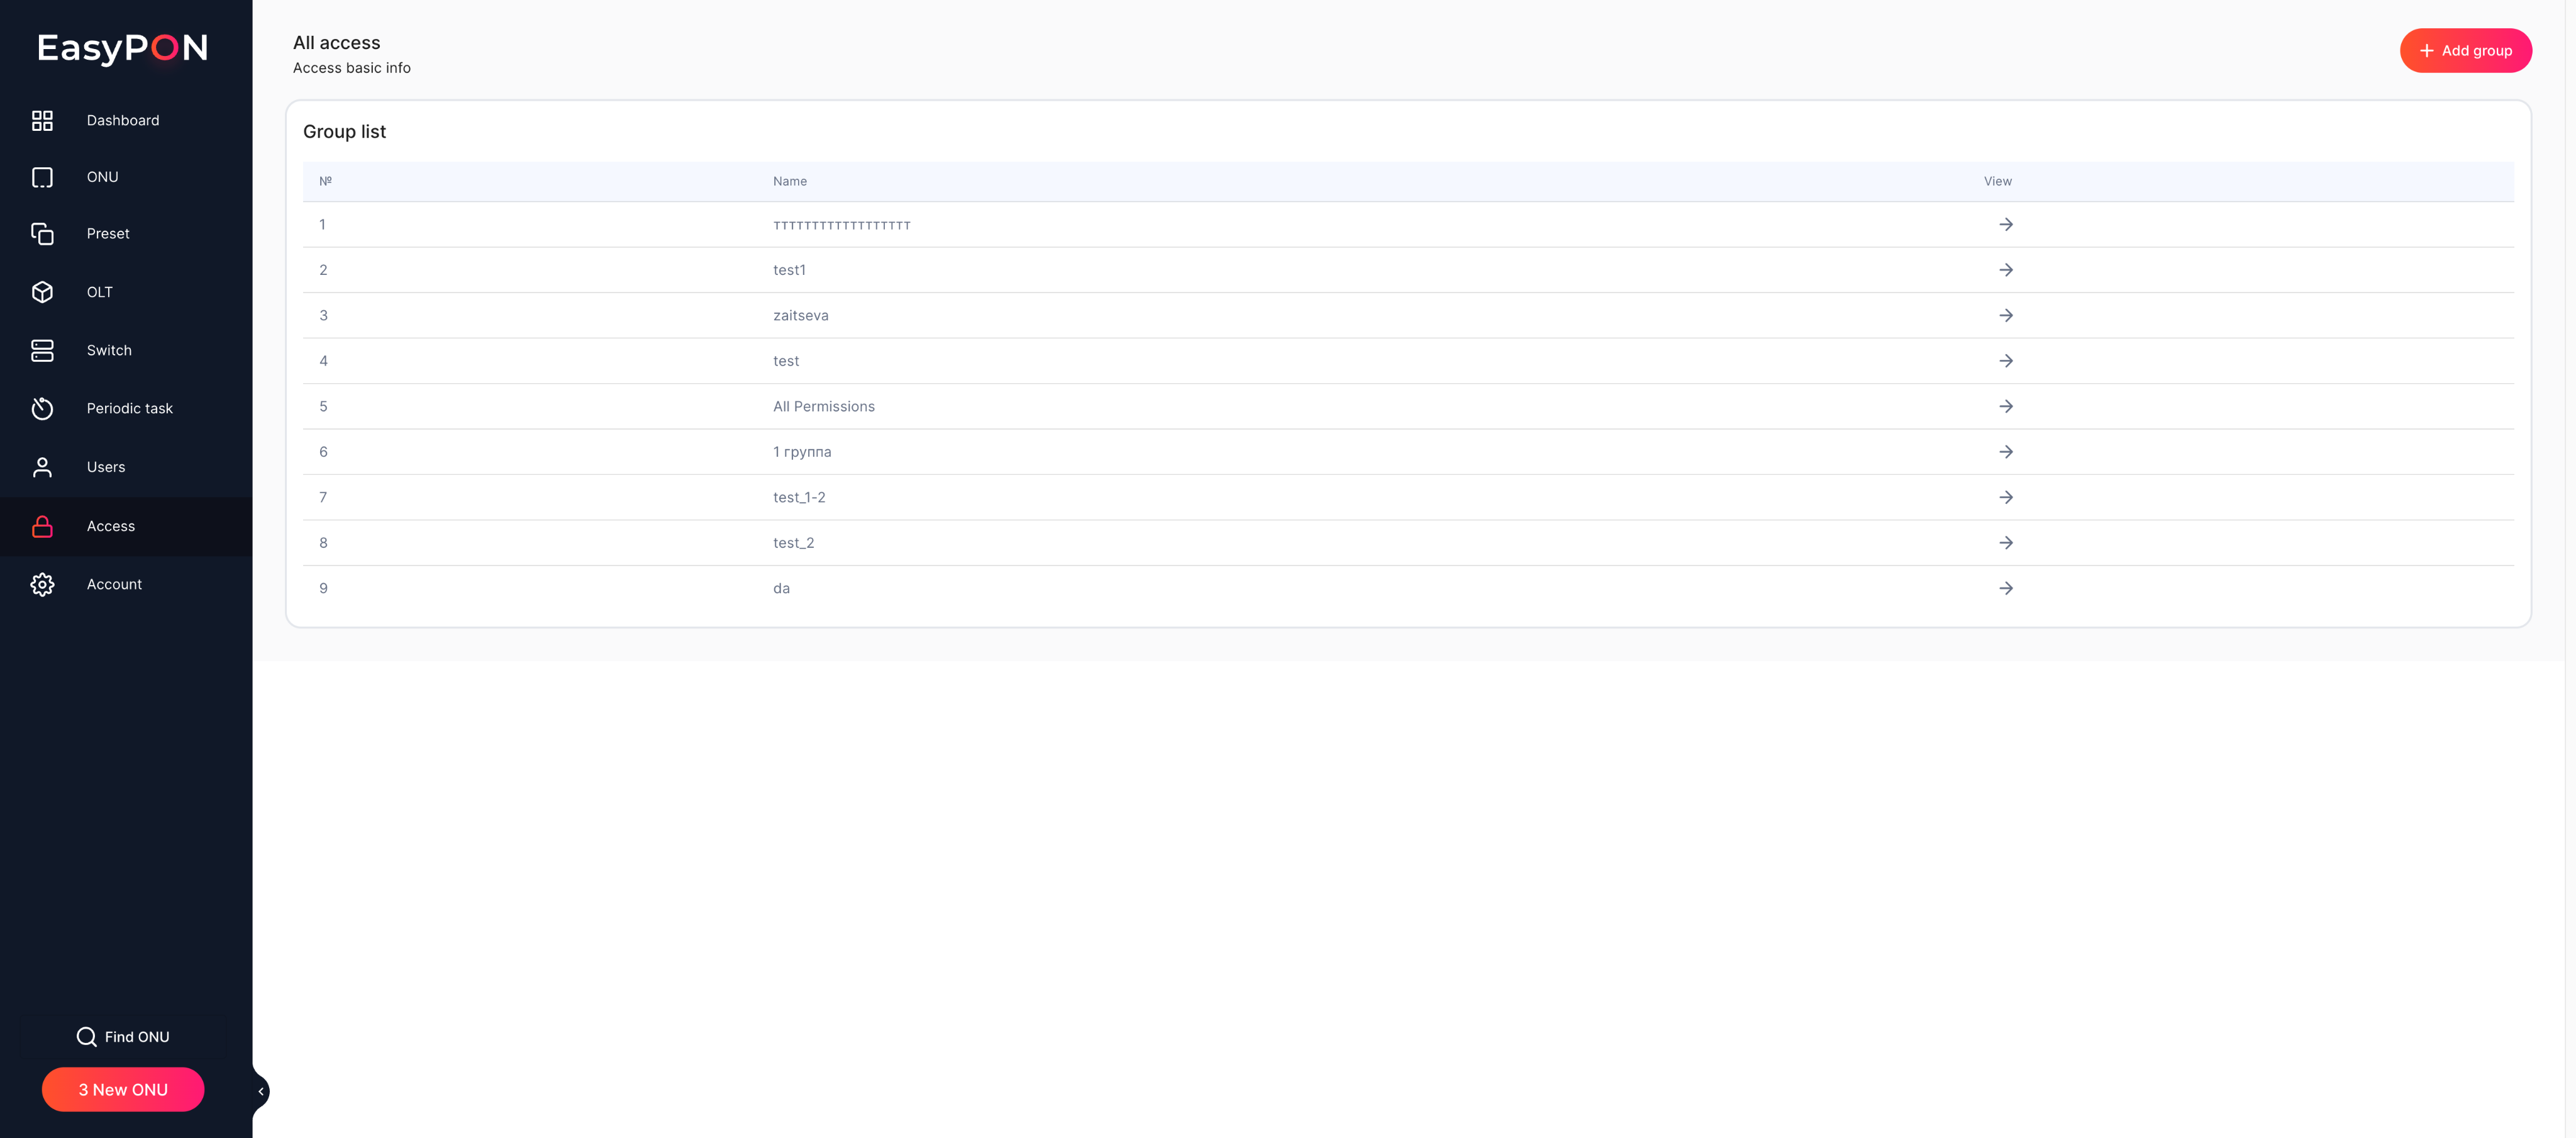 EasyPON
Dashboard
ONU
Preset
OLT
Switch
Periodic task
Users
Access
Account
Find ONU
3 New ONU
All access
Access basic info
Add group
Group list
№ Name View
1 тттттттттттттттттт
2 test1
3 zaitseva
4 test
5 All Permissions
6 1 группа
7 test_1-2
8 test_2
9 da